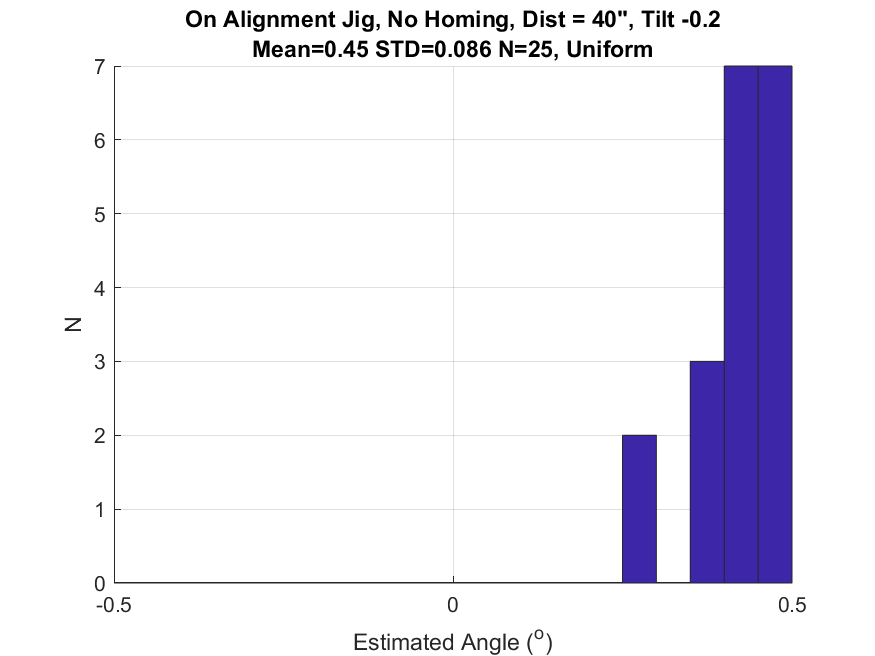 On Alignment Jig, No Homing, Dist = 40", Tilt -0.2
Mean=0.45 STD=0.086 N=25, Uniform
7
6
5
4
3
2
1
0
N
-0.5
0
0.5
Estimated Angle (o)